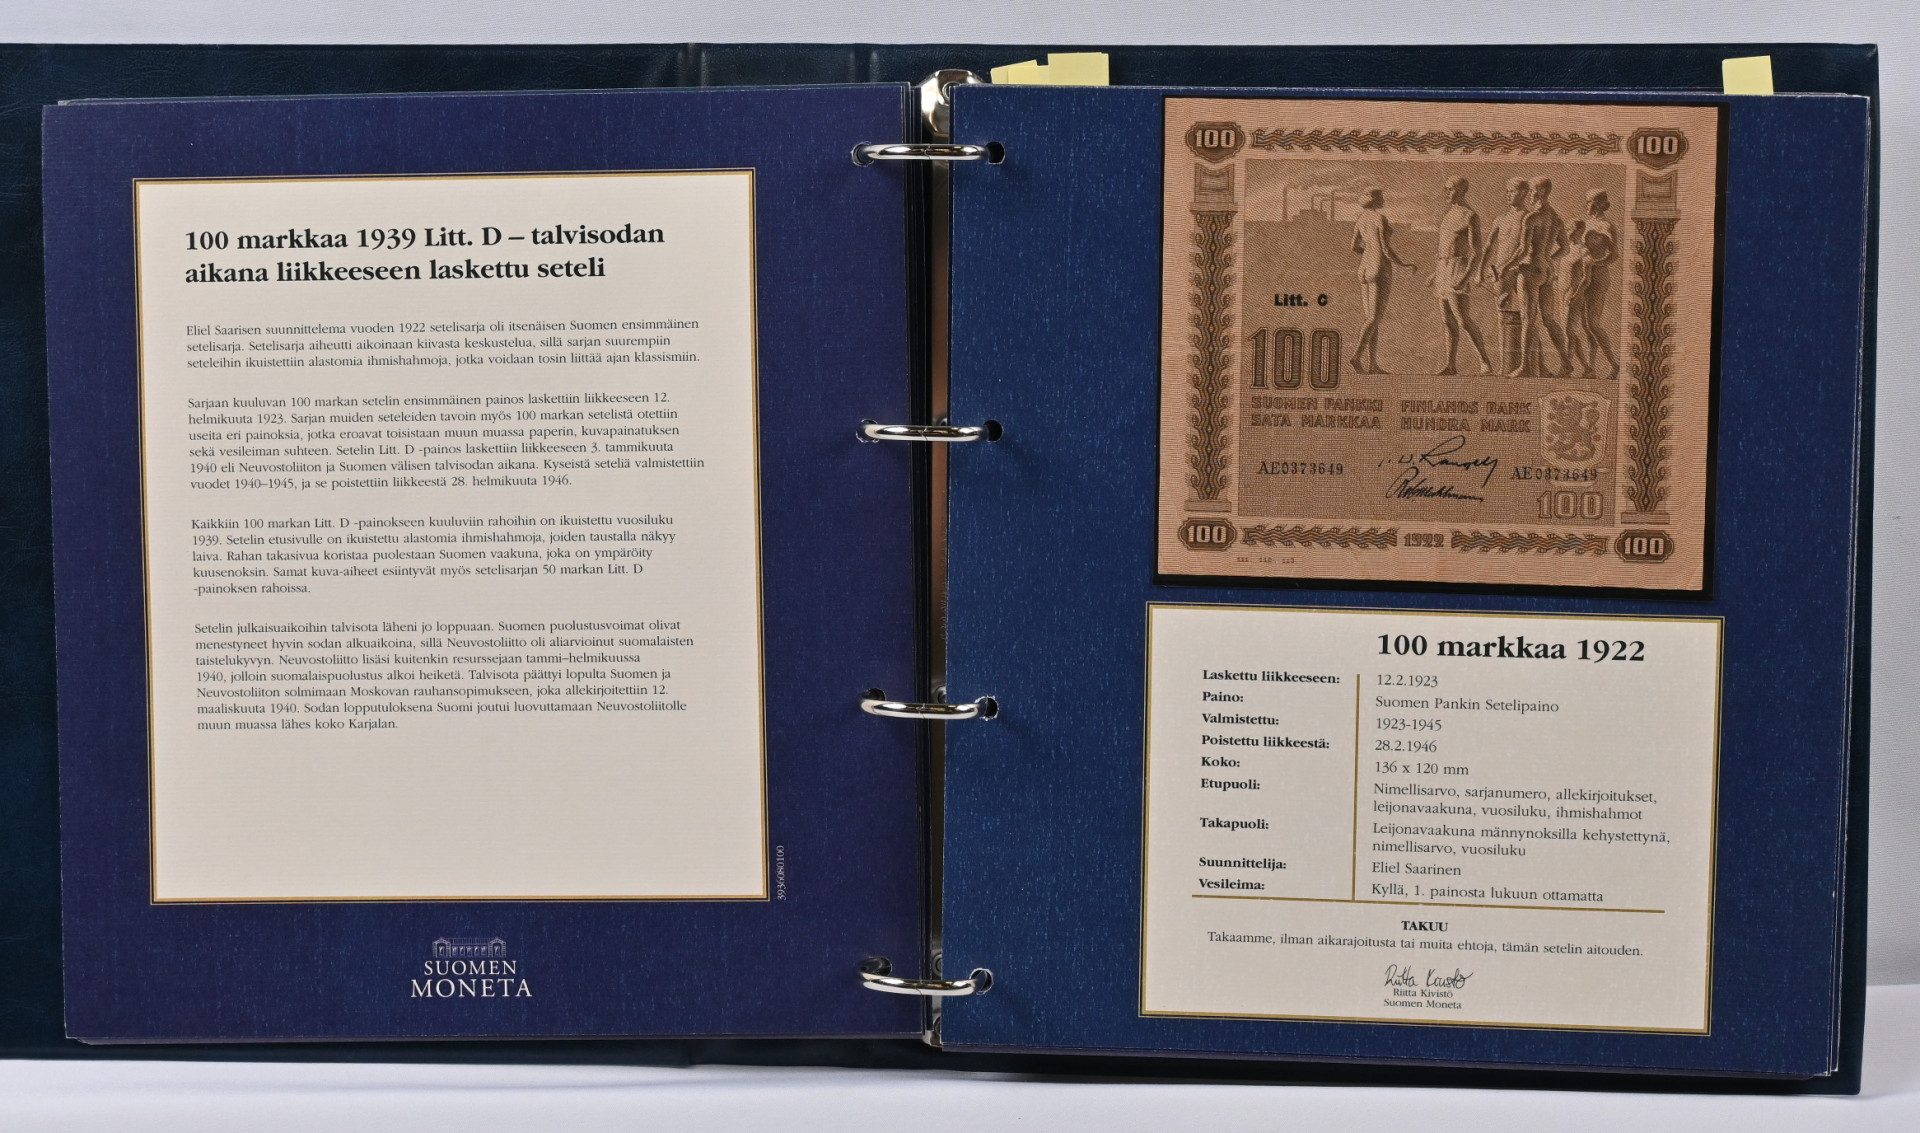 100 markkaa 1939 Litt. D – talvisodan
aikana liikkeeseen laskettu seteli
Eliel Saarisen suunnittelema vuoden 1922 setelisarja oli itsenäisen Suomen ensimmäinen
setelisarja. Setelisarja aiheutti aikoinaan kiivasta keskustelua, sillä sarjan suurempiin
seteleihin ikuistettiin alastomia ihmishahmoja, jotka voidaan tosin liittää ajan klassismiin.
Sarjaan kuuluvan 100 markan setelin ensimmäinen painos laskettiin liikkeeseen 12.
helmikuuta 1923. Sarjan muiden seteleiden tavoin myös 100 markan setelistä otettiin
useita eri painoksia, jotka eroavat toisistaan muun muassa paperin, kuvapainatuksen
sekä vesileiman suhteen. Setelin Litt. D -painos laskettiin liikkeeseen 3. tammikuuta
1940 eli Neuvostoliiton ja Suomen välisen talvisodan aikana. Kyseistä seteliä valmistettiin
vuodet 1940–1945, ja se poistettiin liikkeestä 28. helmikuuta 1946.
Kaikkiin 100 markan Litt. D -painokseen kuuluviin rahoihin on ikuistettu vuosiluku
1939. Setelin etusivulle on ikuistettu alastomia ihmishahmoja, joiden taustalla näkyy
laiva. Rahan takasivua koristaa puolestaan Suomen vaakuna, joka on ympäröity
kuusenoksin. Samat kuva-aiheet esiintyvät myös setelisarjan 50 markan Litt. D
-painoksen rahoissa.
Setelin julkaisuaikoihin talvisota läheni jo loppuaan. Suomen puolustusvoimat olivat
menestyneet hyvin sodan alkuaikoina, sillä Neuvostoliitto oli aliarvioinut suomalaisten
taistelukyvyn. Neuvostoliitto lisäsi kuitenkin resurssejaan tammi–helmikuussa
1940, jolloin suomalaispuolustus alkoi heiketä. Talvisota päättyi lopulta Suomen ja
Neuvostoliiton solmimaan Moskovan rauhansopimukseen, joka allekirjoitettiin 12.
maaliskuuta 1940. Sodan lopputuloksena Suomi joutui luovuttamaan Neuvostoliitolle
muun muassa lähes koko Karjalan.
3936080100
SUOMEN
MONETA
100 100
Litt. C
100
SUOMEN PANKKI FINLANDS BANK
SATA MARKKAA HUNDRA MARK
AE0373649 AE0373649
100
100 1922 100
100 markkaa 1922
Laskettu liikkeeseen: 12.2.1923
Paino: Suomen Pankin Setelipaino
Valmistettu: 1923-1945
Poistettu liikkeestä: 28.2.1946
Koko: 136 x 120 mm
Etupuoli: Nimellisarvo, sarjanumero, allekirjoitukset,
leijonavaakuna, vuosiluku, ihmishahmot
Takapuoli: Leijonavaakuna männynoksilla kehystettynä,
nimellisarvo, vuosiluku
Suunnittelija: Eliel Saarinen
Vesileima: Kyllä, 1. painosta lukuun ottamatta
TAKUU
Takaamme, ilman aikarajoitusta tai muita ehtoja, tämän setelin aitouden.
Riitta Kivistö
Riitta Kivistö
Suomen Moneta